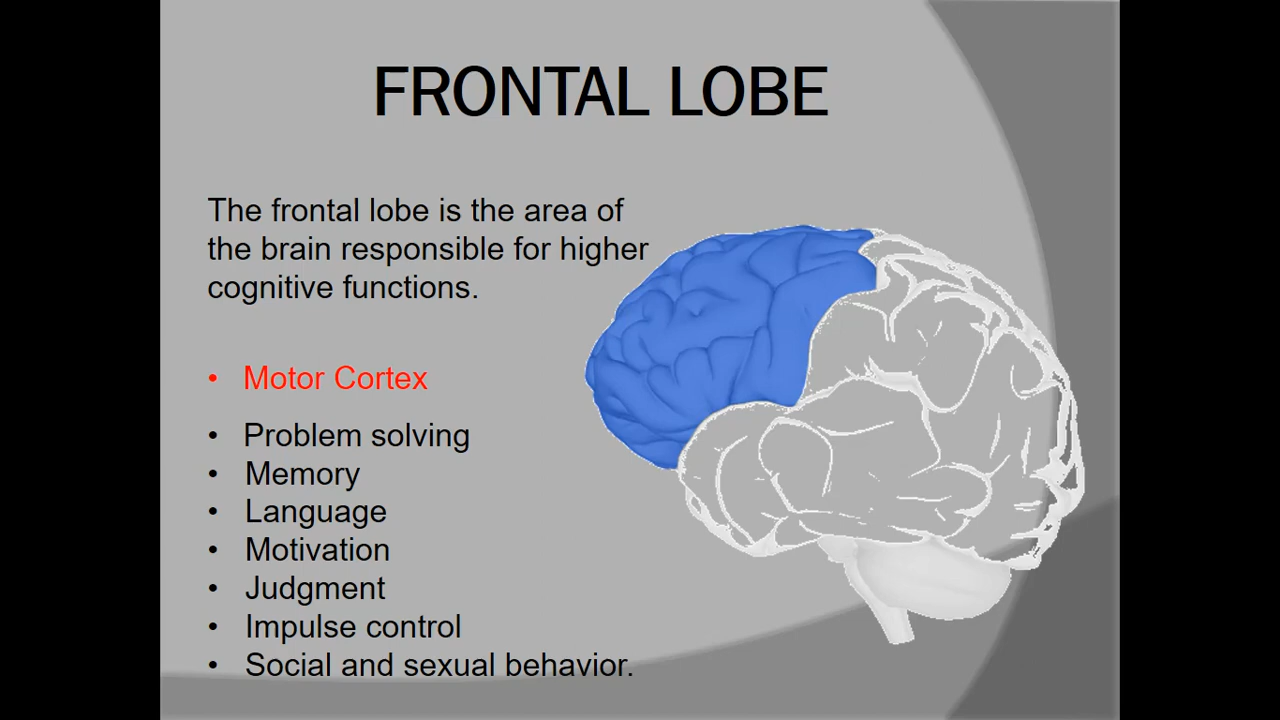 FRONTAL LOBE
The frontal lobe is the area of
the brain responsible for higher
cognitive functions.
• Motor Cortex
• Problem solving
• Memory
• Language
• Motivation
• Judgment
• Impulse control
• Social and sexual behavior.